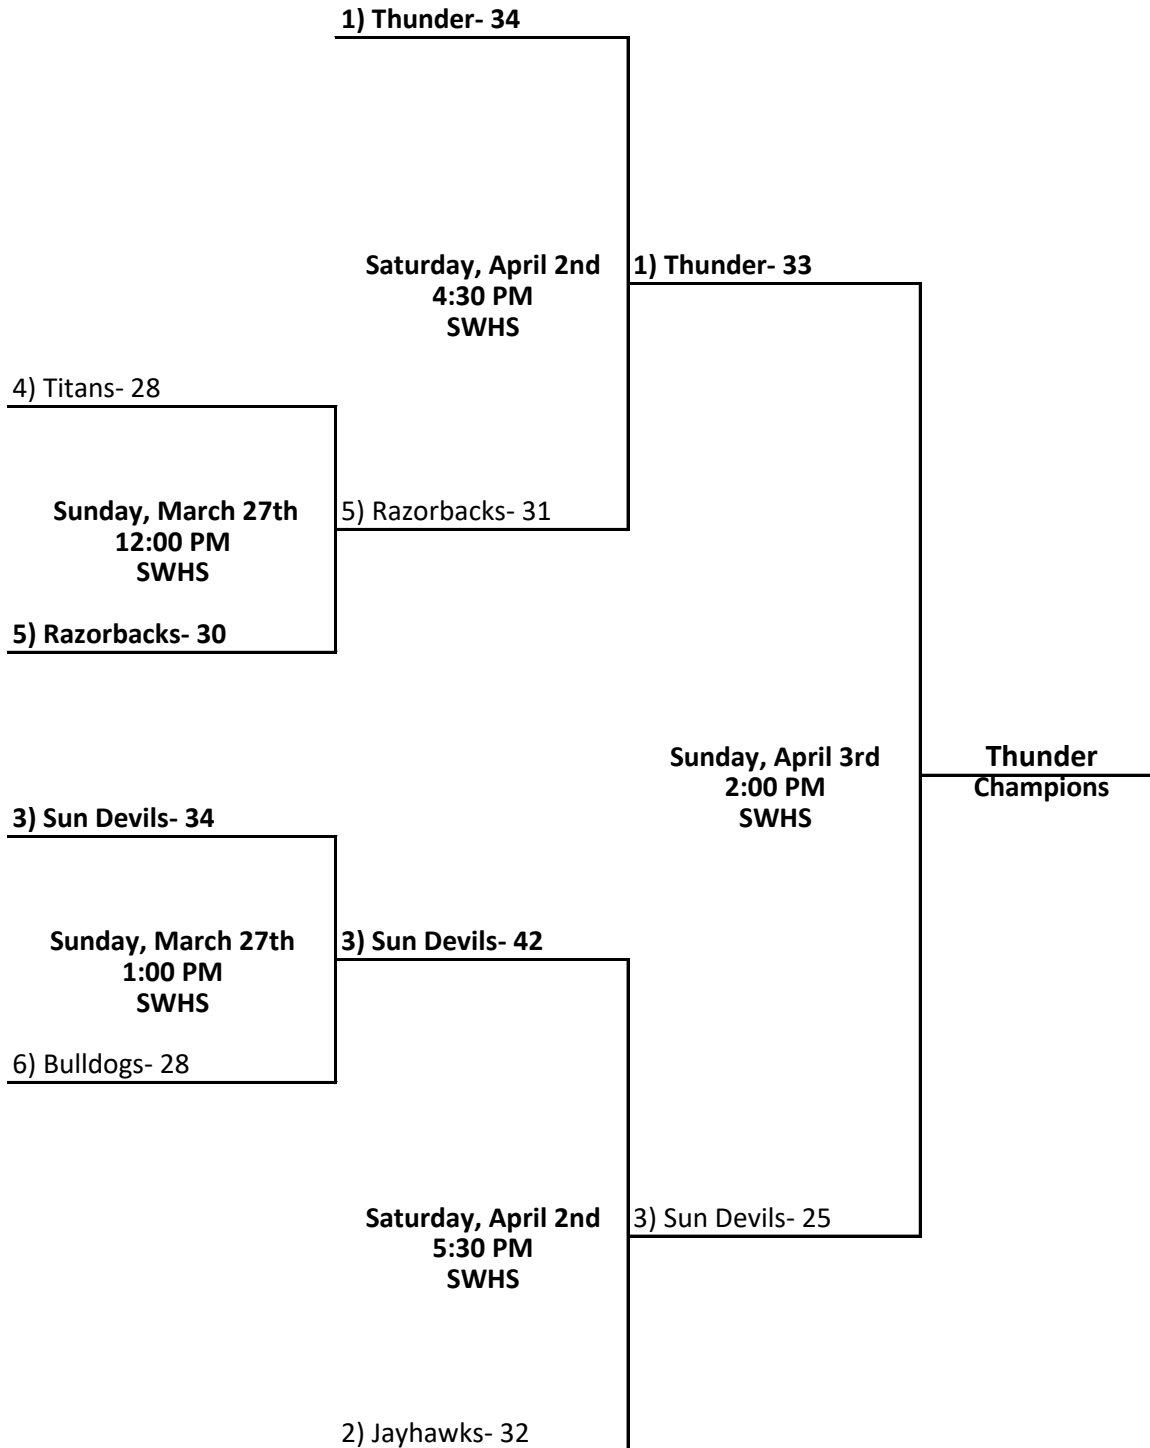 1) Thunder- 34
Saturday, April 2nd
4:30 PM
SWHS
1) Thunder- 33
4) Titans- 28
Sunday, March 27th
12:00 PM
SWHS
5) Razorbacks- 31
5) Razorbacks- 30
Sunday, April 3rd
2:00 PM
SWHS
Thunder
Champions
3) Sun Devils- 34
Sunday, March 27th
1:00 PM
SWHS
3) Sun Devils- 42
6) Bulldogs- 28
Saturday, April 2nd
5:30 PM
SWHS
3) Sun Devils- 25
2) Jayhawks- 32